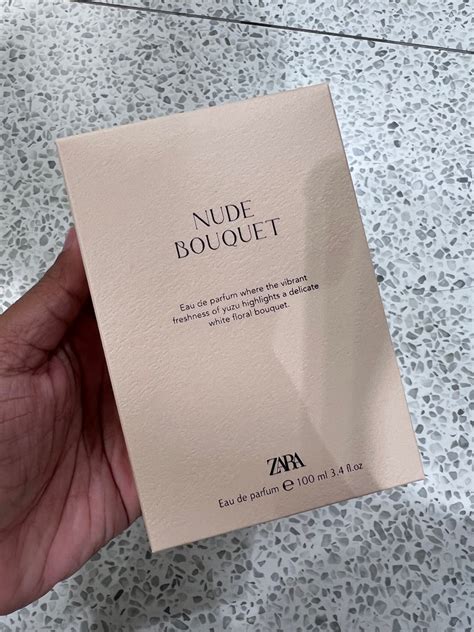 NUDE
BOUQUET
Eau de parfum where the vibrant
freshness of yuzu highlights a delicate
white floral bouquet.
ZARA
Eau de parfum ℮ 100 ml 3.4 fl.oz